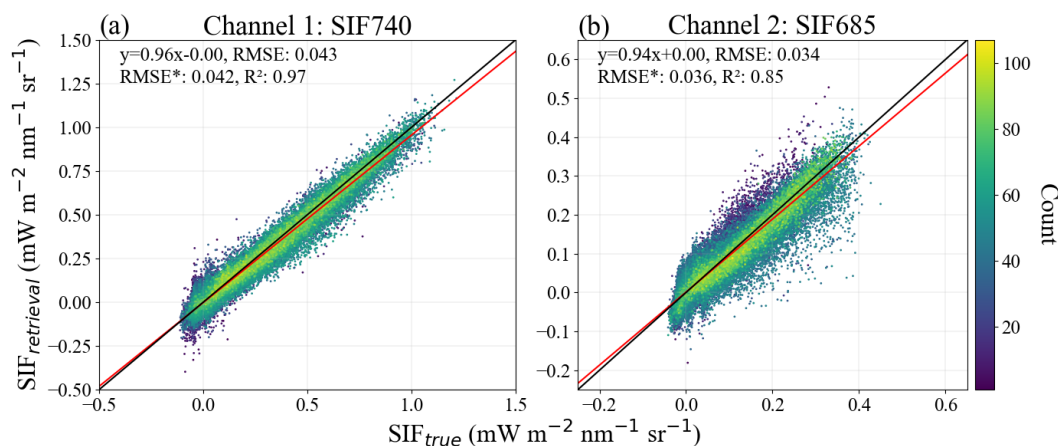 (a) Channel 1: SIF740
y=0.96x-0.00, RMSE: 0.043
RMSE*: 0.042, R²: 0.97
1.50
1.25
1.00
0.75
0.50
0.25
0.00
−0.25
−0.50
−0.5 0.0 0.5 1.0 1.5
SIFretrieval (mW m⁻² nm⁻¹ sr⁻¹)
(b) Channel 2: SIF685
y=0.94x+0.00, RMSE: 0.034
RMSE*: 0.036, R²: 0.85
0.6
0.5
0.4
0.3
0.2
0.1
0.0
−0.1
−0.2
−0.2 0.0 0.2 0.4 0.6
SIFtrue (mW m⁻² nm⁻¹ sr⁻¹)
100
80
60
40
20
Count